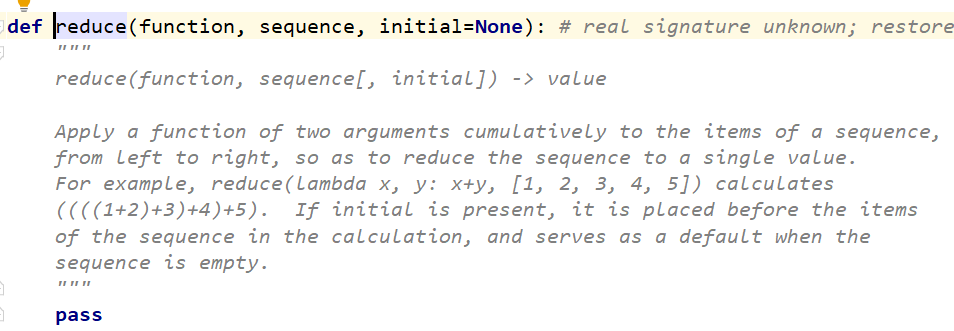 def reduce(function, sequence, initial=None): # real signature unknown; restore
"""
reduce(function, sequence[, initial]) -> value
Apply a function of two arguments cumulatively to the items of a sequence,
from left to right, so as to reduce the sequence to a single value.
For example, reduce(lambda x, y: x+y, [1, 2, 3, 4, 5]) calculates
((((1+2)+3)+4)+5).  If initial is present, it is placed before the items
of the sequence in the calculation, and serves as a default when the
sequence is empty.
"""
pass